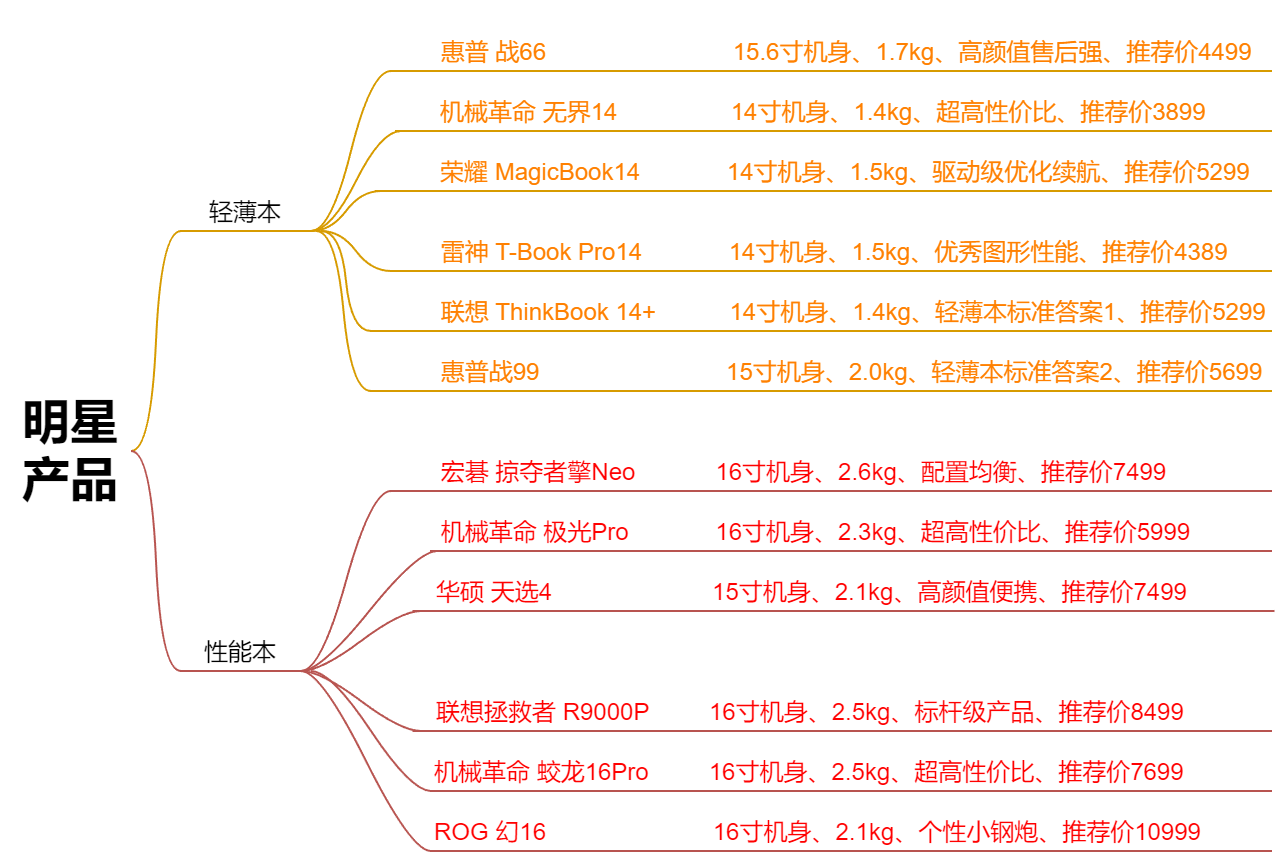 明星
产品
轻薄本
惠普 战66 15.6寸机身、1.7kg、高颜值售后强、推荐价4499
机械革命 无界14 14寸机身、1.4kg、超高性价比、推荐价3899
荣耀 MagicBook14 14寸机身、1.5kg、驱动级优化续航、推荐价5299
雷神 T-Book Pro14 14寸机身、1.5kg、优秀图形性能、推荐价4389
联想 ThinkBook 14+ 14寸机身、1.4kg、轻薄本标准答案1、推荐价5299
惠普战99 15寸机身、2.0kg、轻薄本标准答案2、推荐价5699
性能本
宏碁 掠夺者擎Neo 16寸机身、2.6kg、配置均衡、推荐价7499
机械革命 极光Pro 16寸机身、2.3kg、超高性价比、推荐价5999
华硕 天选4 15寸机身、2.1kg、高颜值便携、推荐价7499
联想拯救者 R9000P 16寸机身、2.5kg、标杆级产品、推荐价8499
机械革命 蛟龙16Pro 16寸机身、2.5kg、超高性价比、推荐价7699
ROG 幻16 16寸机身、2.1kg、个性小钢炮、推荐价10999